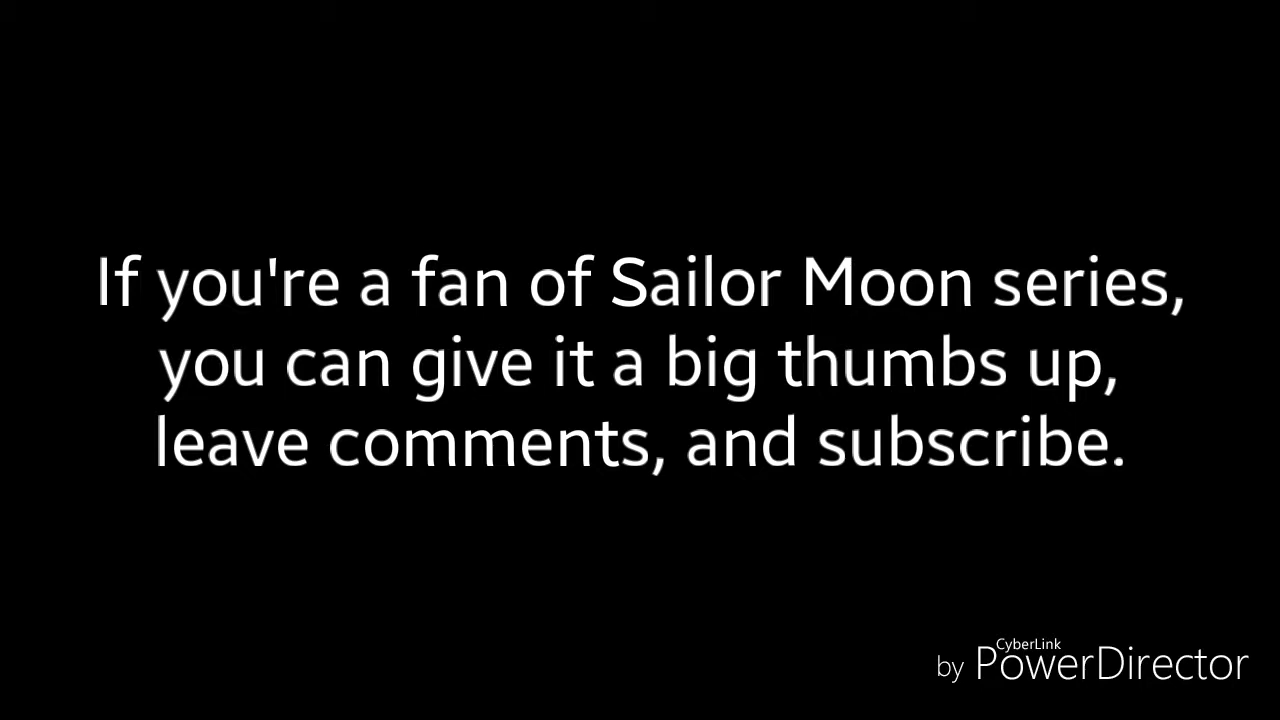 If you're a fan of Sailor Moon series,
you can give it a big thumbs up,
leave comments, and subscribe.
CyberLink
by PowerDirector